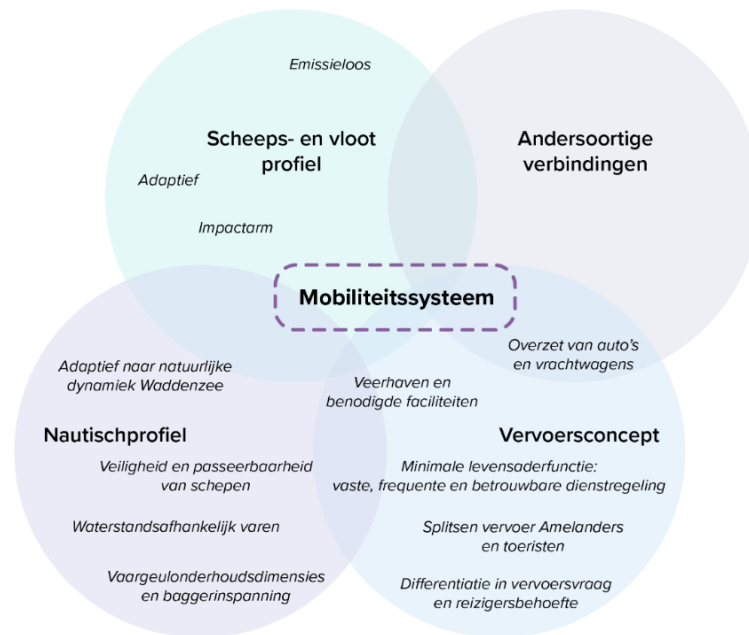 Emissieloos
Scheeps- en vloot
profiel
Adaptief
Impactarm
Andersoortige
verbindingen
Mobiliteitssysteem
Overzet van auto's
en vrachtwagens
Adaptief naar natuurlijke
dynamiek Waddenzee
Veerhaven en
benodigde faciliteiten
Nautischprofiel
Veiligheid en passeerbaarheid
van schepen
Waterstandsafhankelijk varen
Vaargeulonderhoudsdimensies
en baggerinspanning
Vervoersconcept
Minimale levensaderfunctie:
vaste, frequente en betrouwbare dienstregeling
Splitsen vervoer Amelanders
en toeristen
Differentiatie in vervoersvraag
en reizigersbehoefte